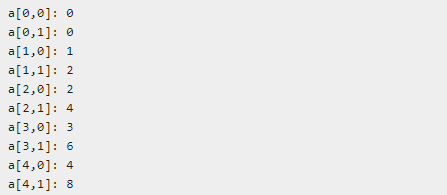 a[0,0]: 0
a[0,1]: 0
a[1,0]: 1
a[1,1]: 2
a[2,0]: 2
a[2,1]: 4
a[3,0]: 3
a[3,1]: 6
a[4,0]: 4
a[4,1]: 8